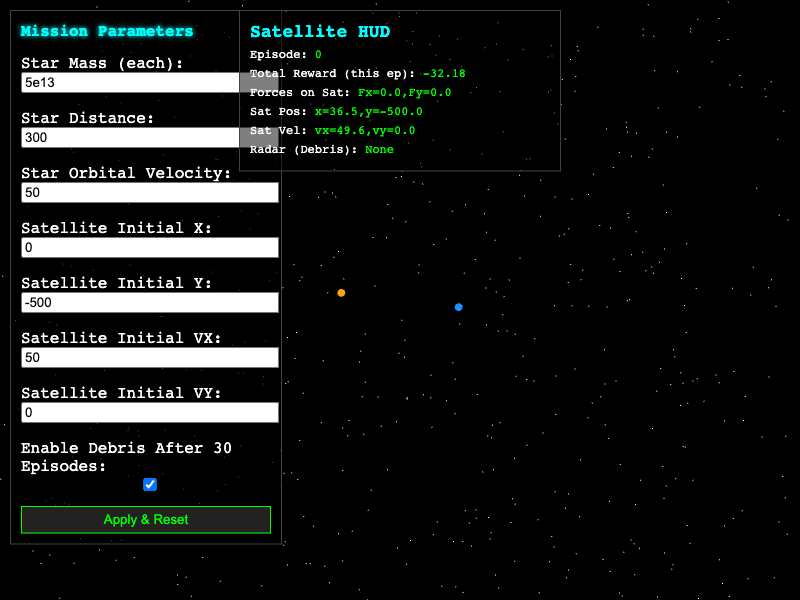 Mission Parameters
Star Mass (each):
5e13
Star Distance:
300
Star Orbital Velocity:
50
Satellite Initial X:
0
Satellite Initial Y:
-500
Satellite Initial VX:
50
Satellite Initial VY:
0
Enable Debris After 30
Episodes:
Apply & Reset
Satellite HUD
Episode: 0
Total Reward (this ep): -32.18
Forces on Sat: Fx=0.0,Fy=0.0
Sat Pos: x=36.5,y=-500.0
Sat Vel: vx=49.6,vy=0.0
Radar (Debris): None